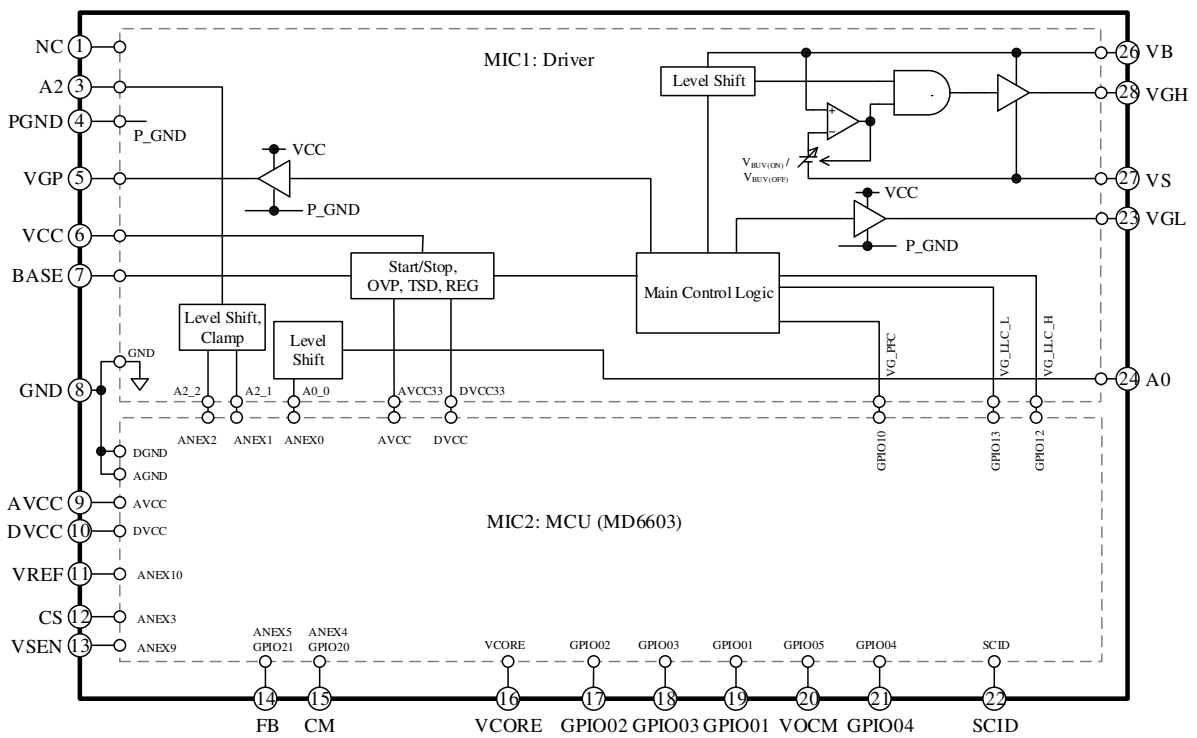 MIC1: Driver
NC 1
A2 3
PGND 4
P_GND
VGP 5
VCC
P_GND
VCC 6
BASE 7
Start/Stop,
OVP, TSD, REG
Main Control Logic
Level Shift
+
−
VBUV(ON) /
VBUV(OFF)
VCC
P_GND
26 VB
28 VGH
27 VS
23 VGL
24 A0
Level Shift,
Clamp
Level
Shift
GND
GND 8
A2_2
A2_1
A0_0
AVCC33
DVCC33
VG_PFC
VG_LLC_L
VG_LLC_H
ANEX2
ANEX1
ANEX0
AVCC
DVCC
GPIO10
GPIO13
GPIO12
DGND
AGND
AVCC 9 AVCC
DVCC 10 DVCC
MIC2: MCU (MD6603)
VREF 11 ANEX10
CS 12 ANEX3
VSEN 13 ANEX9
ANEX5
GPIO21
ANEX4
GPIO20
VCORE
GPIO02
GPIO03
GPIO01
GPIO05
GPIO04
SCID
14 15 16 17 18 19 20 21 22
FB CM VCORE GPIO02 GPIO03 GPIO01 VOCM GPIO04 SCID